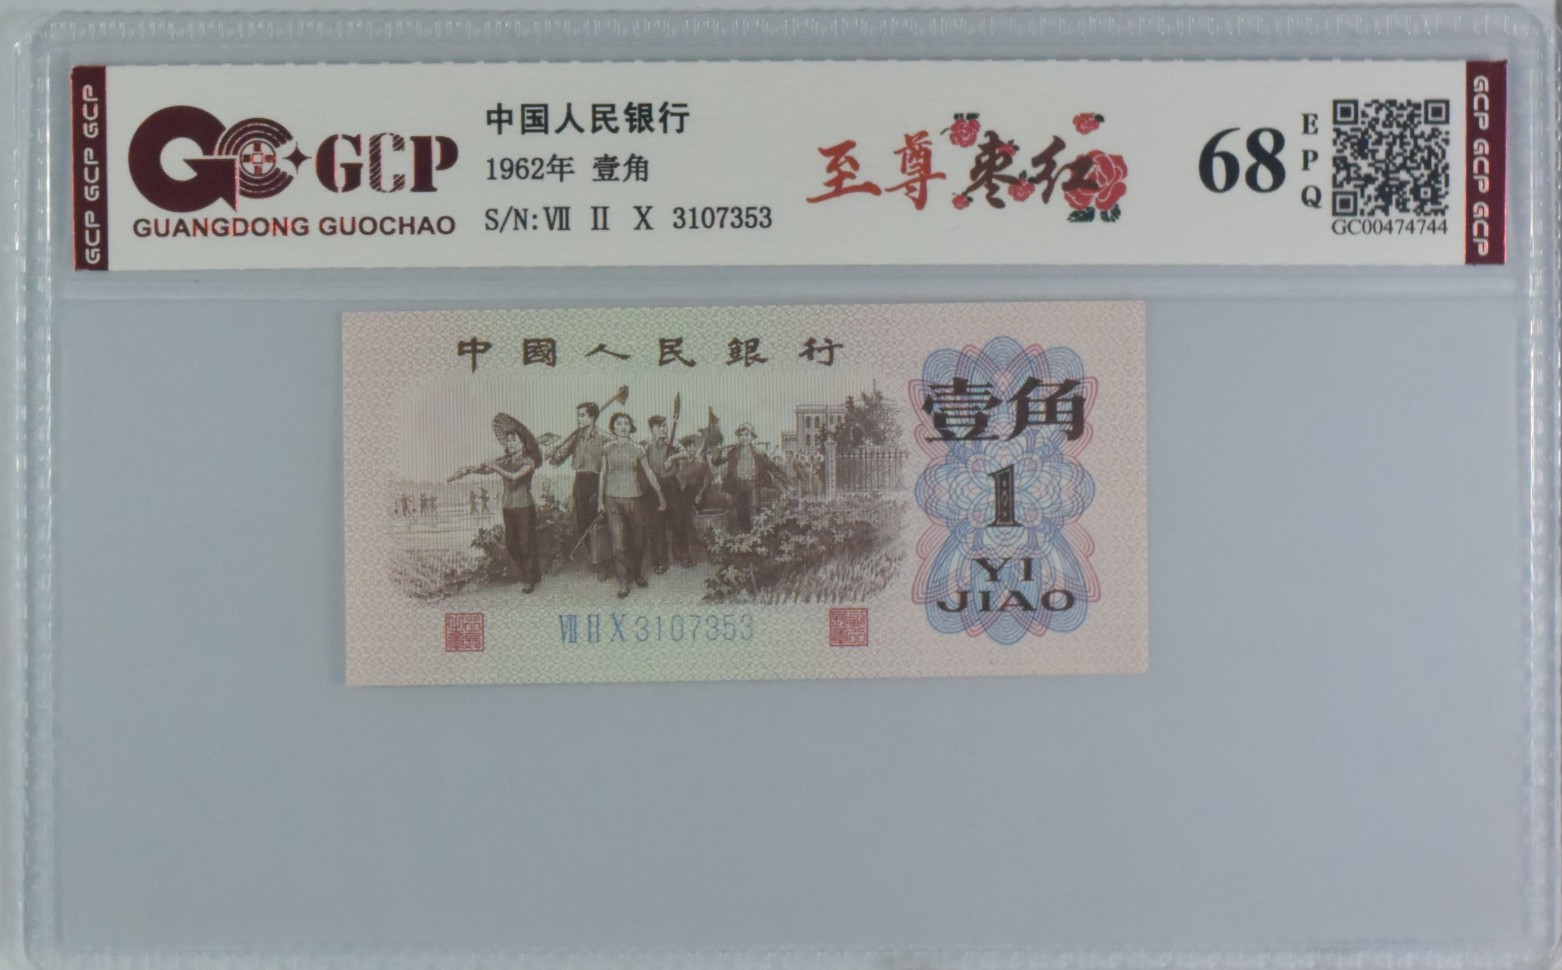 GCP GCP GCP
GCP
GUANGDONG GUOCHAO
中国人民银行
1962年 壹角
S/N: Ⅶ Ⅱ Ⅹ 3107353
至尊枣红
68
EPQ
GC00474744
GCP GCP GCP
中國人民銀行
壹角
1
YI
JIAO
Ⅶ Ⅱ Ⅹ 3107353